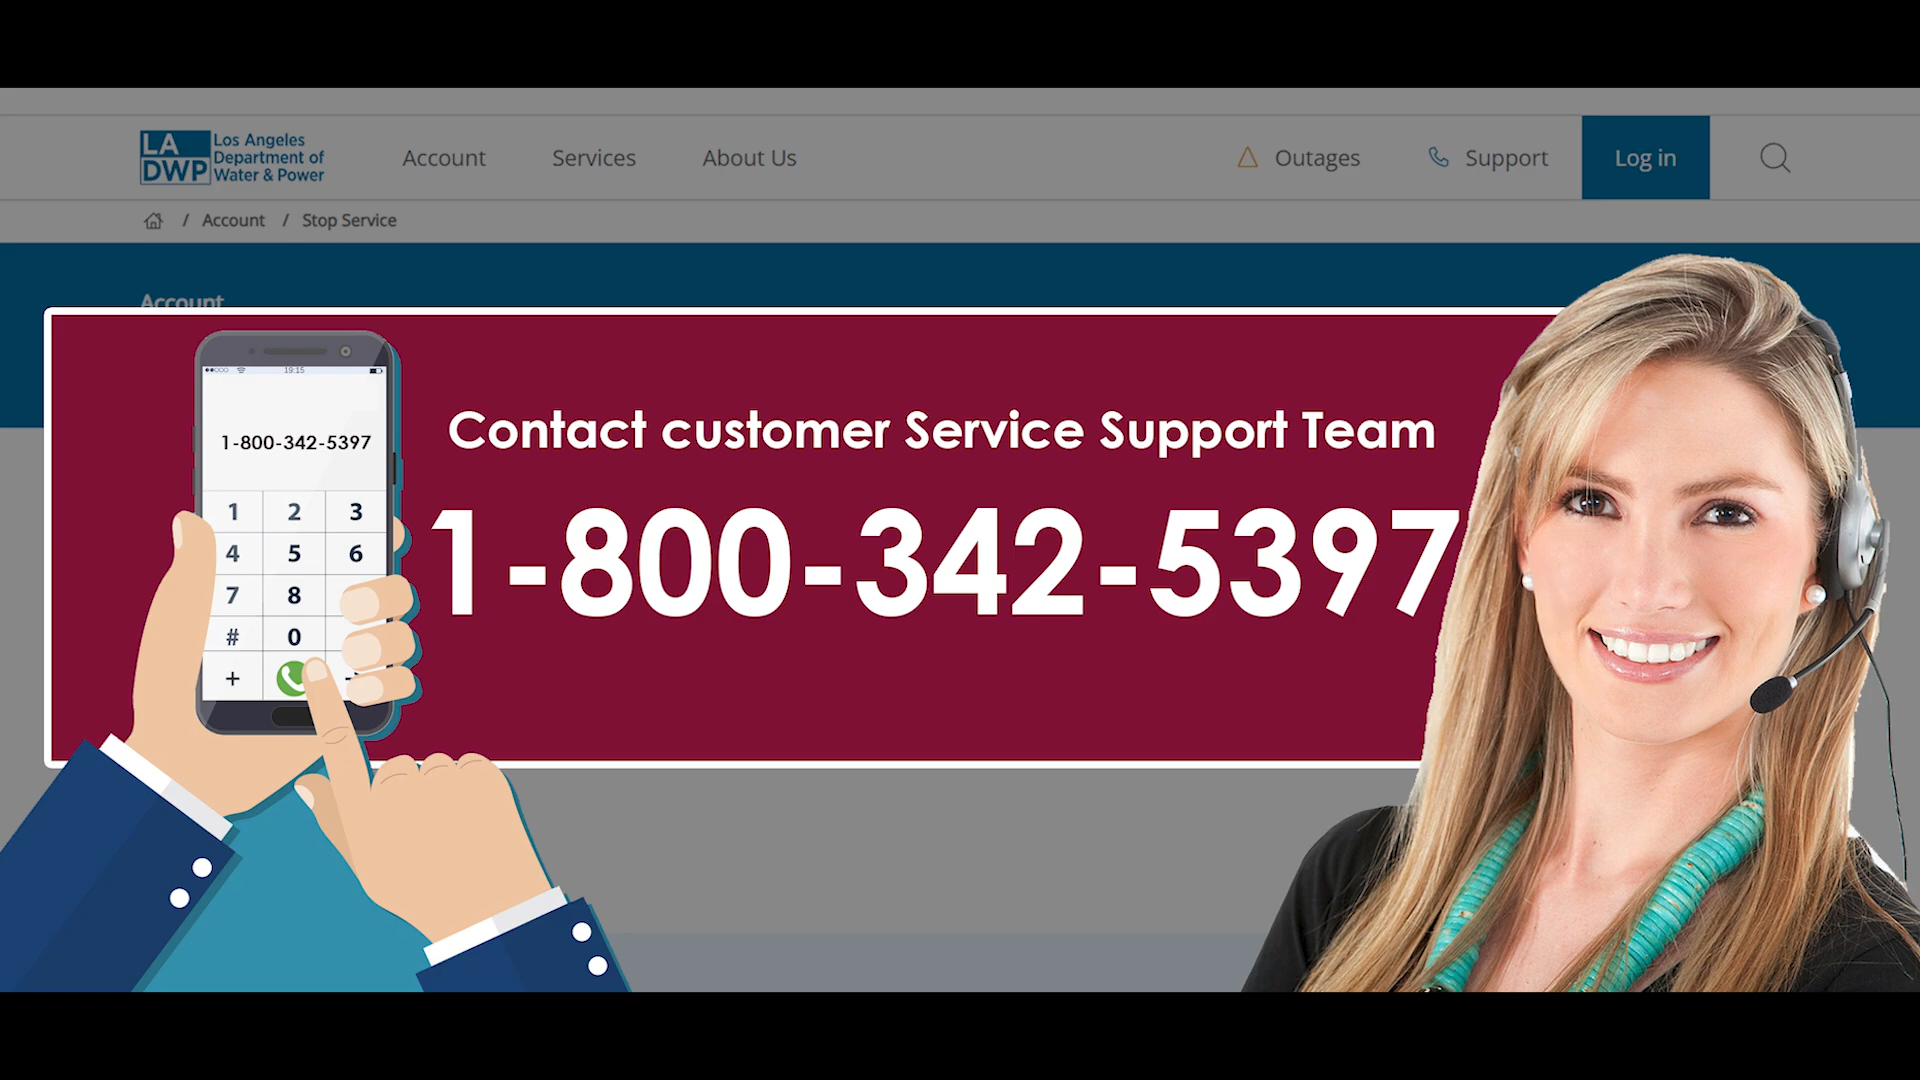 LA
DWP
Los Angeles
Department of
Water & Power
Account
Services
About Us
Outages
Support
Log in
/ Account / Stop Service
Account
19:15
1-800-342-5397
1 2 3
4 5 6
7 8
# 0
+
Contact customer Service Support Team
1-800-342-5397